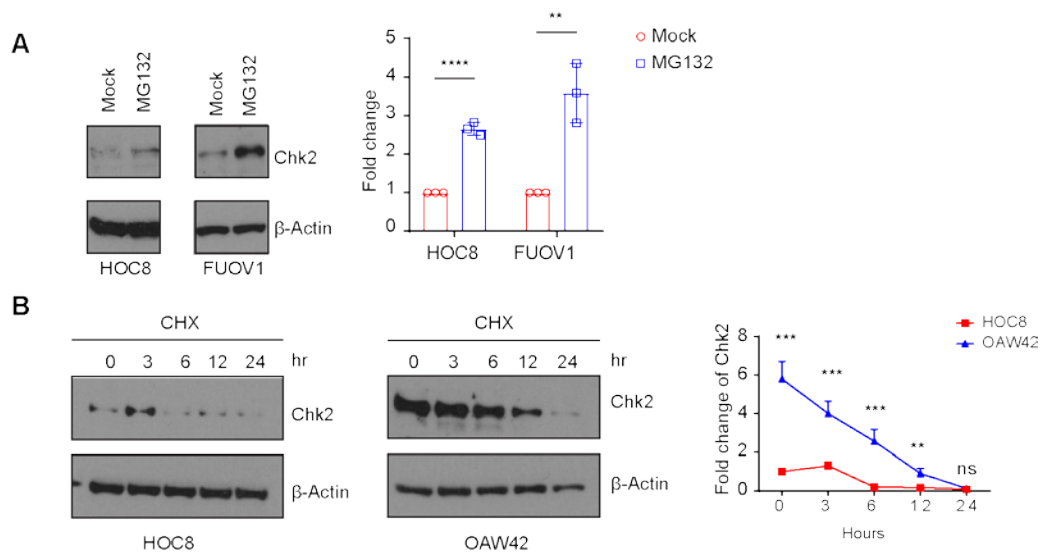 A
Mock
MG132
Mock
MG132
Chk2
β-Actin
HOC8
FUOV1
Fold change
5
4
3
2
1
0
****
**
HOC8
FUOV1
Mock
MG132
B
CHX
0 3 6 12 24 hr
Chk2
β-Actin
HOC8
CHX
0 3 6 12 24 hr
Chk2
β-Actin
OAW42
HOC8
OAW42
Fold change of Chk2
8
6
4
2
0
***
***
***
**
ns
0 3 6 12 24
Hours